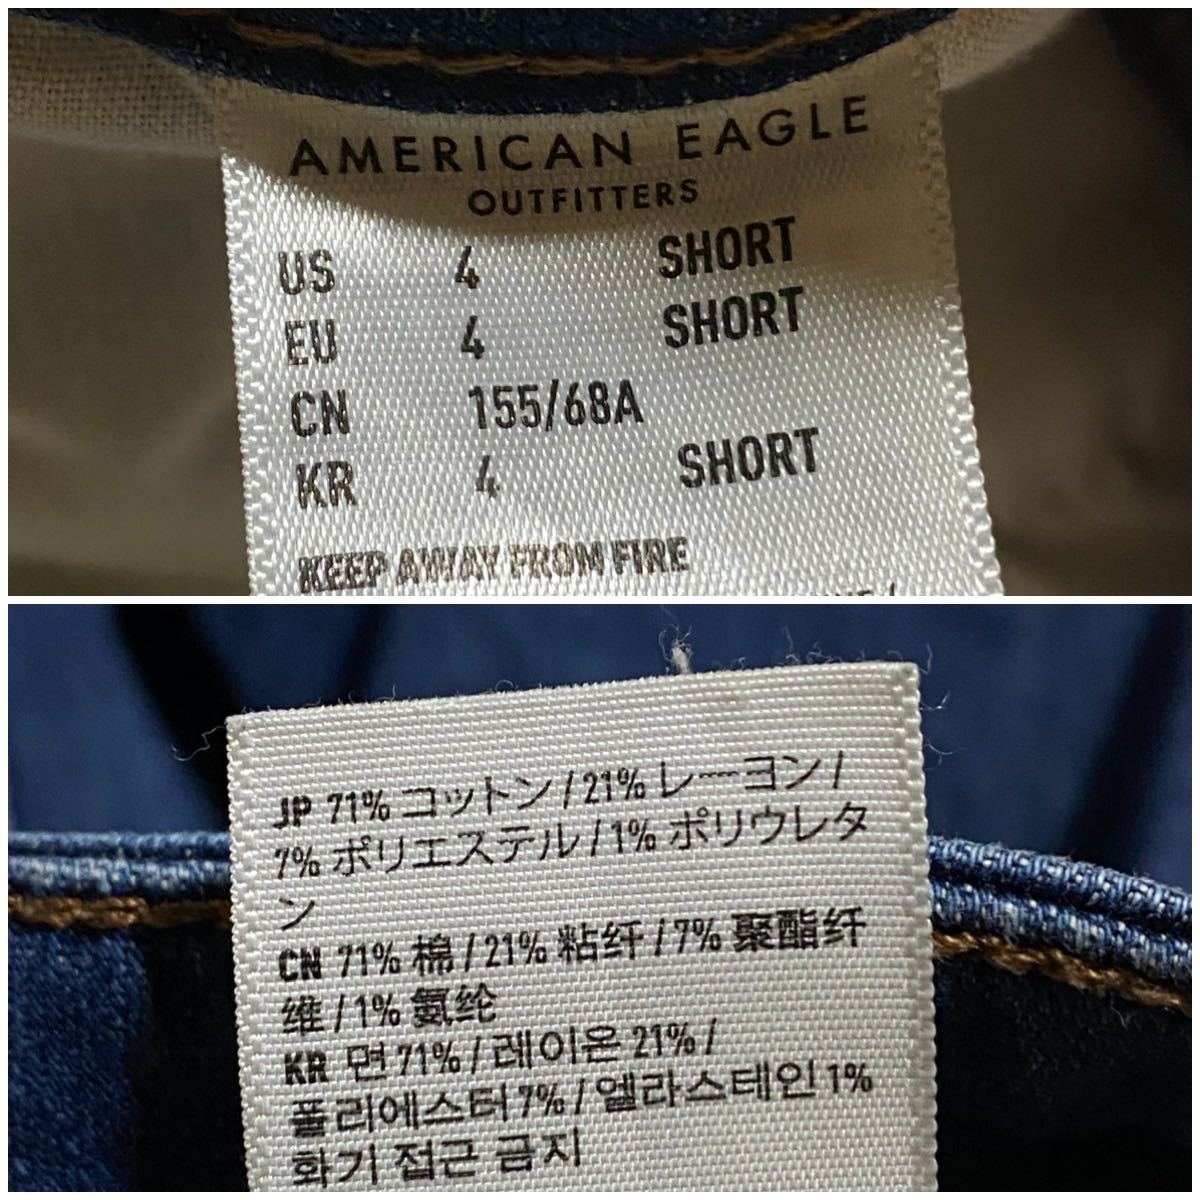 AMERICAN EAGLE
OUTFITTERS
US 4 SHORT
EU 4 SHORT
CN 155/68A
KR 4 SHORT
KEEP AWAY FROM FIRE
JP 71% コットン / 21% レーヨン /
7% ポリエステル / 1% ポリウレタ
ン
CN 71% 棉 / 21% 粘纤 / 7% 聚酯纤
维 / 1% 氨纶
KR 면 71% / 레이온 21% /
폴리에스터 7% / 엘라스테인 1%
화기 접근 금지